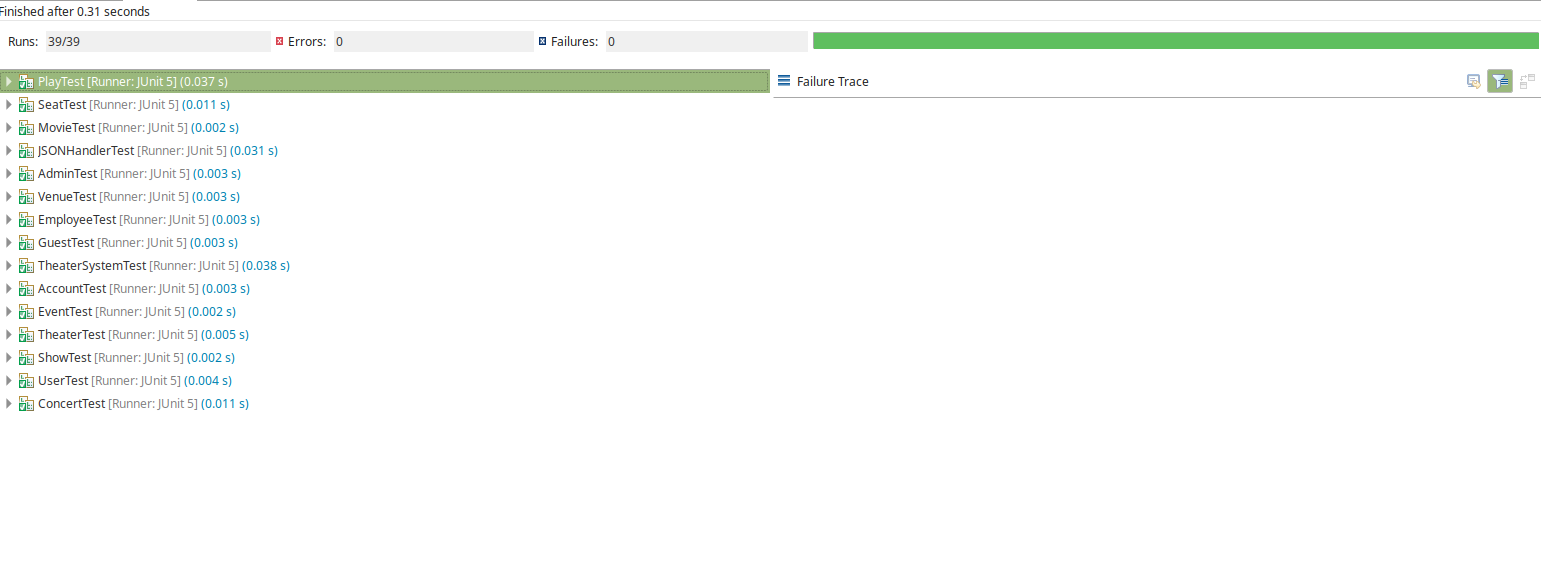 Finished after 0.31 seconds
Runs: 39/39 Errors: 0 Failures: 0
PlayTest [Runner: JUnit 5] (0.037 s)
Failure Trace
SeatTest [Runner: JUnit 5] (0.011 s)
MovieTest [Runner: JUnit 5] (0.002 s)
JSONHandlerTest [Runner: JUnit 5] (0.031 s)
AdminTest [Runner: JUnit 5] (0.003 s)
VenueTest [Runner: JUnit 5] (0.003 s)
EmployeeTest [Runner: JUnit 5] (0.003 s)
GuestTest [Runner: JUnit 5] (0.003 s)
TheaterSystemTest [Runner: JUnit 5] (0.038 s)
AccountTest [Runner: JUnit 5] (0.003 s)
EventTest [Runner: JUnit 5] (0.002 s)
TheaterTest [Runner: JUnit 5] (0.005 s)
ShowTest [Runner: JUnit 5] (0.002 s)
UserTest [Runner: JUnit 5] (0.004 s)
ConcertTest [Runner: JUnit 5] (0.011 s)